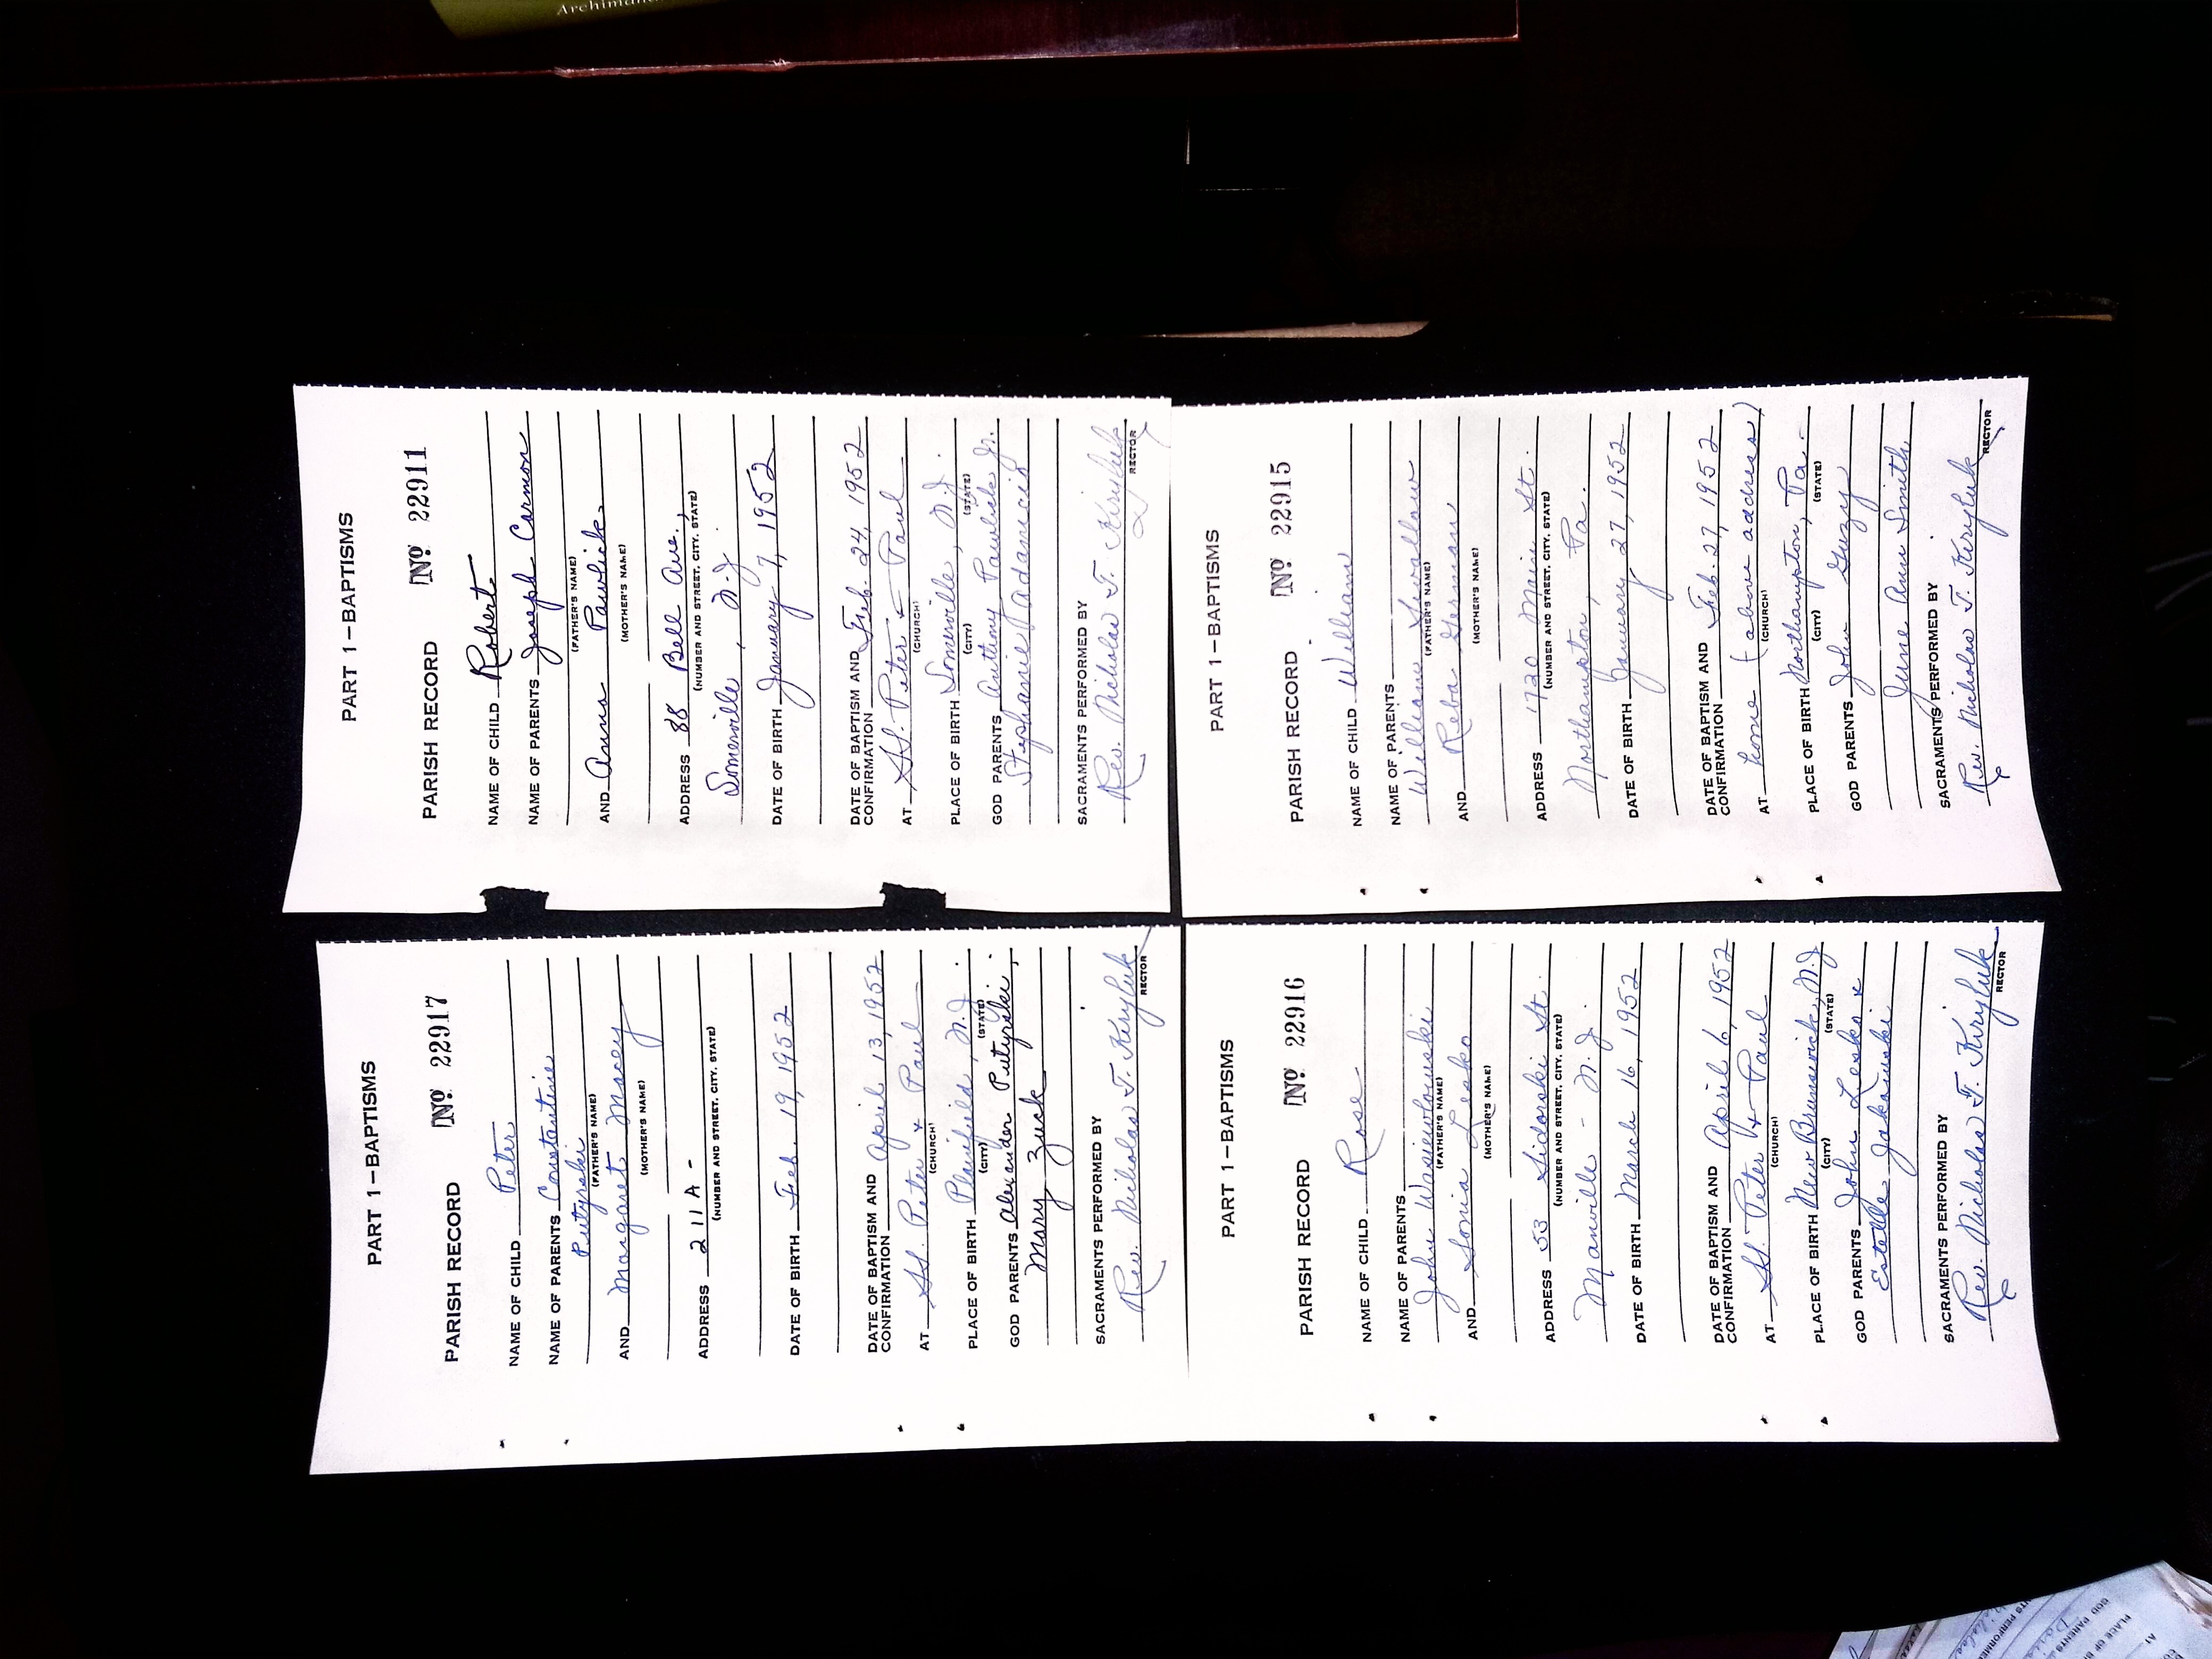 PART 1-BAPTISMS
PARISH RECORD No 22917
NAME OF CHILD Peter
NAME OF PARENTS Constantine
Putyrski
(FATHER'S NAME)
AND Margaret Macey
(MOTHER'S NAME)
ADDRESS 211 A -
(NUMBER AND STREET, CITY, STATE)
DATE OF BIRTH Feb. 19, 1952
DATE OF BAPTISM AND
CONFIRMATION April 13, 1952
AT SS. Peter + Paul
(CHURCH)
PLACE OF BIRTH Plainfield, N.J.
(CITY) (STATE)
GOD PARENTS Alexander Putyrski,
Mary Zuck
SACRAMENTS PERFORMED BY
Rev. Nicholas T. Kiryluk
RECTOR
PART 1-BAPTISMS
PARISH RECORD No 22911
NAME OF CHILD Robert
NAME OF PARENTS Joseph Carmon
(FATHER'S NAME)
AND Anna Pawlick
(MOTHER'S NAME)
ADDRESS 88 Bell Ave.,
(NUMBER AND STREET, CITY, STATE)
Somerville, N.J.
DATE OF BIRTH January 7, 1952
DATE OF BAPTISM AND
CONFIRMATION Feb. 24, 1952
AT SS. Peter & Paul
(CHURCH)
PLACE OF BIRTH Somerville, N.J.
(CITY) (STATE)
GOD PARENTS Anthony Pawlick Jr.
Stephanie Adamcio
SACRAMENTS PERFORMED BY
Rev. Nicholas T. Kiryluk
RECTOR
PART 1-BAPTISMS
PARISH RECORD No 22916
NAME OF CHILD Rose
NAME OF PARENTS
John Wasiewlowski
(FATHER'S NAME)
AND Sonia Lesko
(MOTHER'S NAME)
ADDRESS 53 Sidorski St.
(NUMBER AND STREET, CITY, STATE)
Manville - N.J.
DATE OF BIRTH March 16, 1952
DATE OF BAPTISM AND
CONFIRMATION April 6, 1952
AT SS. Peter + Paul
(CHURCH)
PLACE OF BIRTH New Brunswick, N.J
(CITY) (STATE)
GOD PARENTS John Lesko &
Estelle Jakowski
SACRAMENTS PERFORMED BY
Rev. Nicholas T. Kiryluk
RECTOR
PART 1-BAPTISMS
PARISH RECORD No 22915
NAME OF CHILD William
NAME OF PARENTS
William Swallow
(FATHER'S NAME)
AND Reba German
(MOTHER'S NAME)
ADDRESS 1720 Main St.
(NUMBER AND STREET, CITY, STATE)
Northampton, Pa.
DATE OF BIRTH January 27, 1952
DATE OF BAPTISM AND
CONFIRMATION Feb. 27, 1952
AT home (above address)
(CHURCH)
PLACE OF BIRTH Northampton, Pa.
(CITY) (STATE)
GOD PARENTS John Guzy
June Ann Smith
SACRAMENTS PERFORMED BY
Rev. Nicholas T. Kiryluk
RECTOR